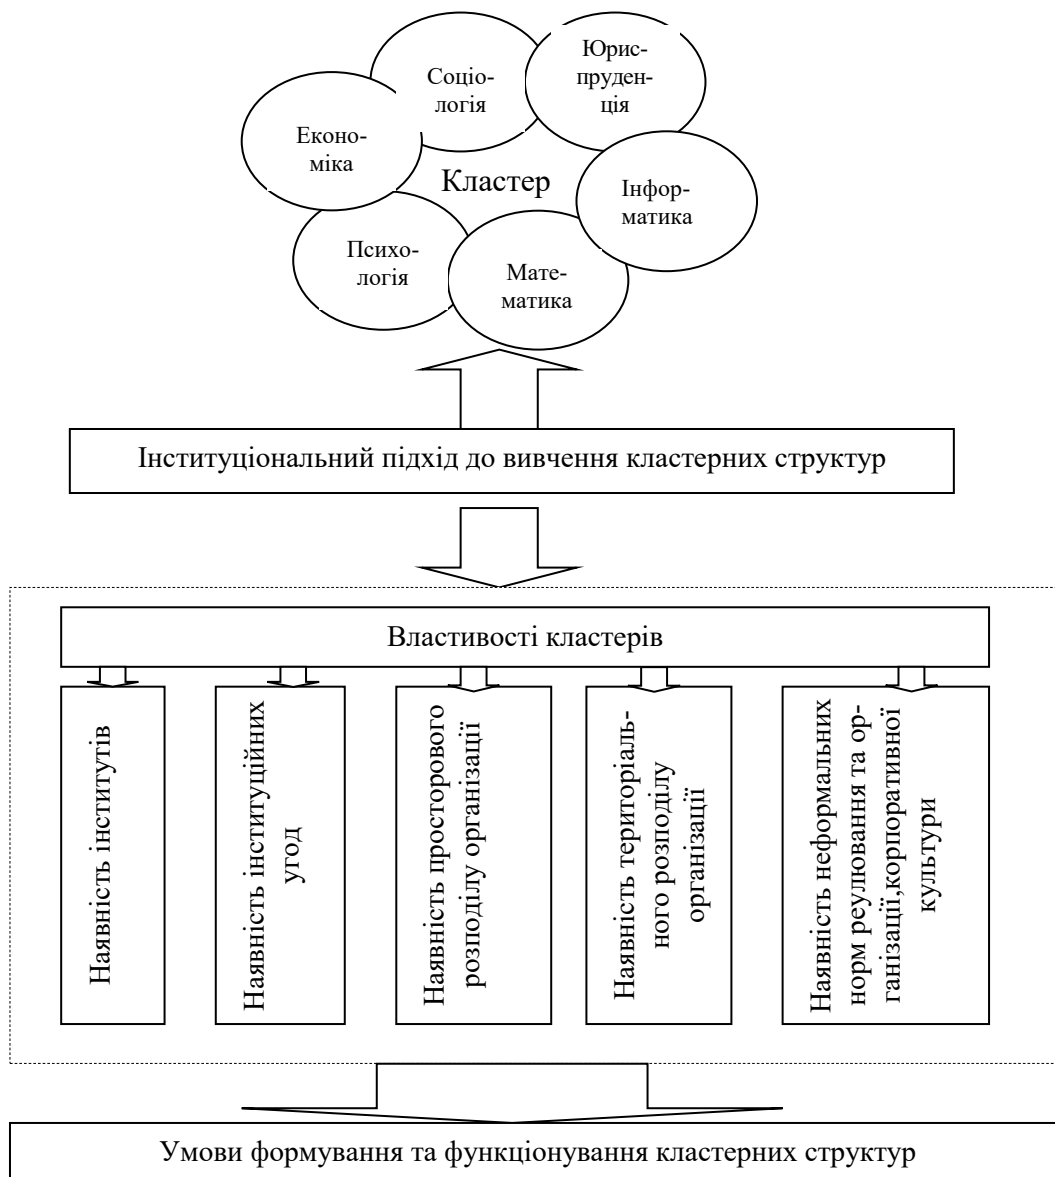 Соціо-
логія
Юрис-
пруден-
ція
Еконо-
міка
Кластер
Інфор-
матика
Психо-
логія
Мате-
матика
Інституціональний підхід до вивчення кластерних структур
Властивості кластерів
Наявність інститутів
Наявність інституційних
угод
Наявність просторового
розподілу організації
Наявність територіаль-
ного розподілу
організації
Наявність неформальних
норм реулювання та ор-
ганізації,корпоративної
культури
Умови формування та функціонування кластерних структур